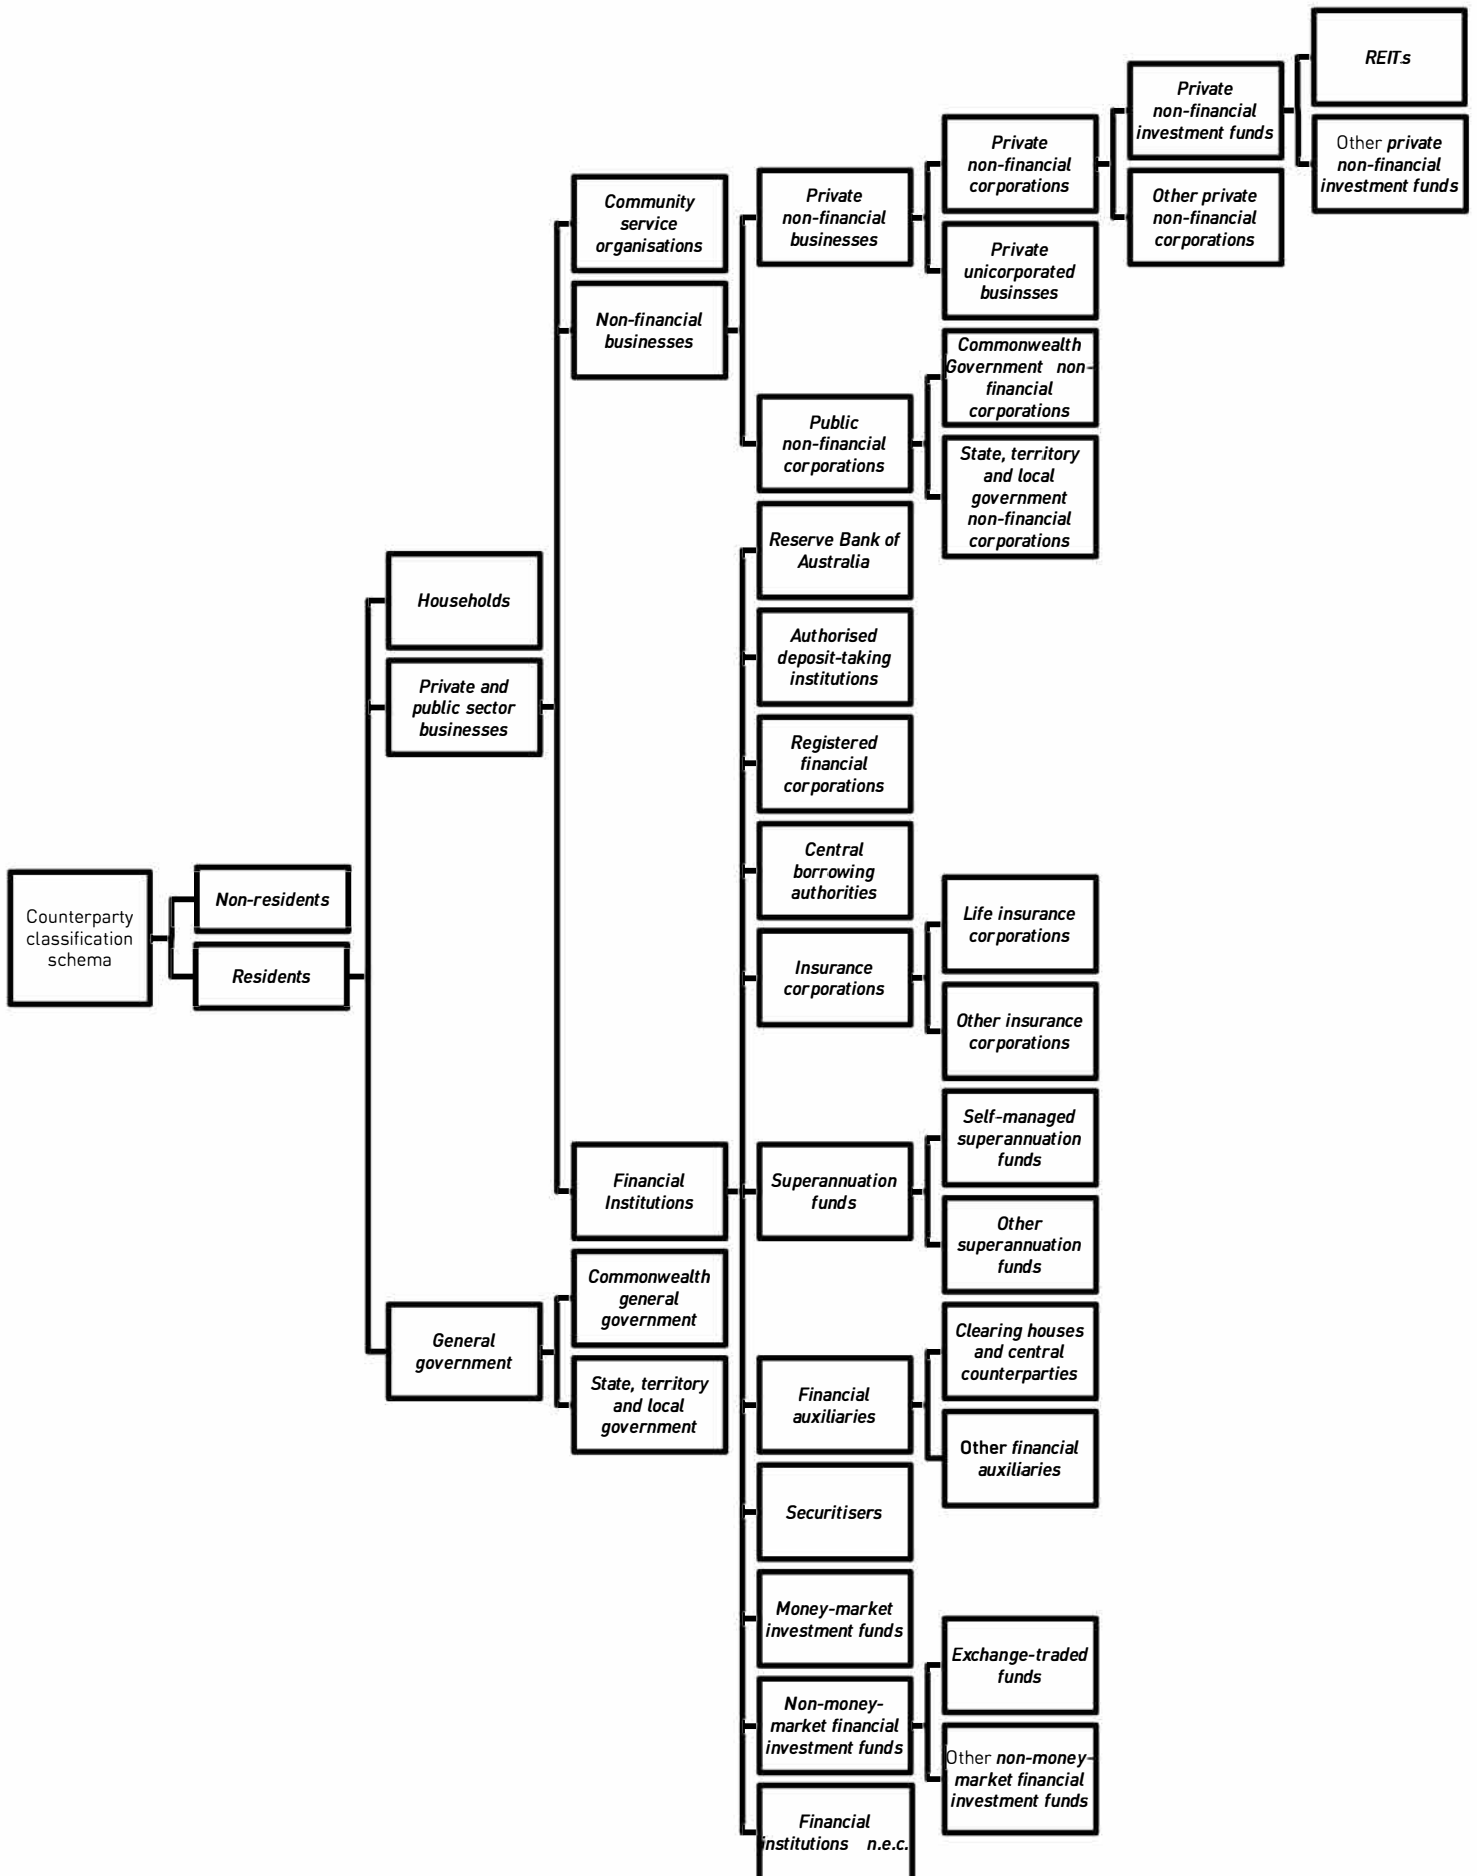 Counterparty
classification
schema
Non-residents
Residents
Households
Private and
public sector
businesses
General
government
Community
service
organisations
Non-financial
businesses
Financial
Institutions
Commonwealth
general
government
State, territory
and local
government
Private
non-financial
businesses
Public
non-financial
corporations
Reserve Bank of
Australia
Authorised
deposit-taking
institutions
Registered
financial
corporations
Central
borrowing
authorities
Insurance
corporations
Superannuation
funds
Financial
auxiliaries
Securitisers
Money-market
investment funds
Non-money-
market financial
investment funds
Financial
institutions n.e.c.
Private
non-financial
corporations
Private
unicorporated
businsses
Commonwealth
Government non-
financial
corporations
State, territory
and local
government
non-financial
corporations
Life insurance
corporations
Other insurance
corporations
Self-managed
superannuation
funds
Other
superannuation
funds
Clearing houses
and central
counterparties
Other financial
auxiliaries
Exchange-traded
funds
Other non-money-
market financial
investment funds
Private
non-financial
investment funds
Other private
non-financial
corporations
REITs
Other private
non-financial
investment funds